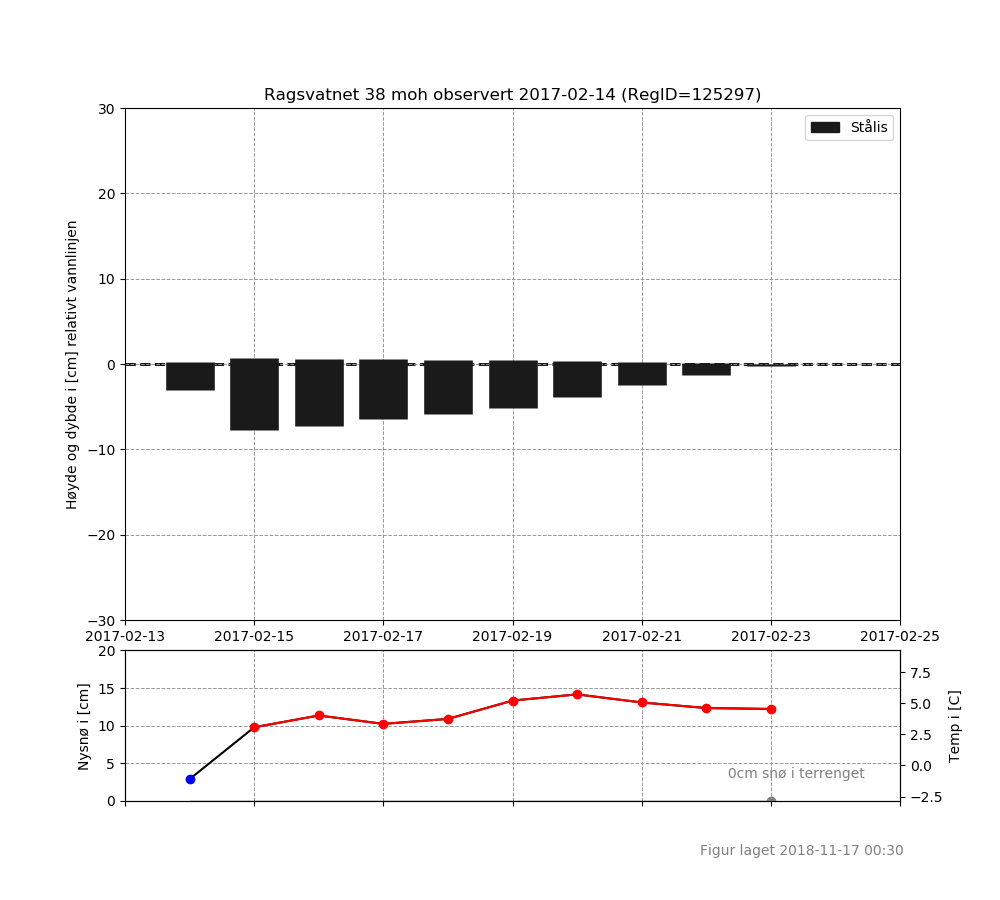 Ragsvatnet 38 moh observert 2017-02-14 (RegID=125297)
Stålis
Høyde og dybde i [cm] relativt vannlinjen
30
20
10
0
−10
−20
−30
2017-02-13 2017-02-15 2017-02-17 2017-02-19 2017-02-21 2017-02-23 2017-02-25
Nysnø i [cm]
20
15
10
5
0
7.5
5.0
2.5
0.0
−2.5
Temp i [C]
0cm snø i terrenget
Figur laget 2018-11-17 00:30